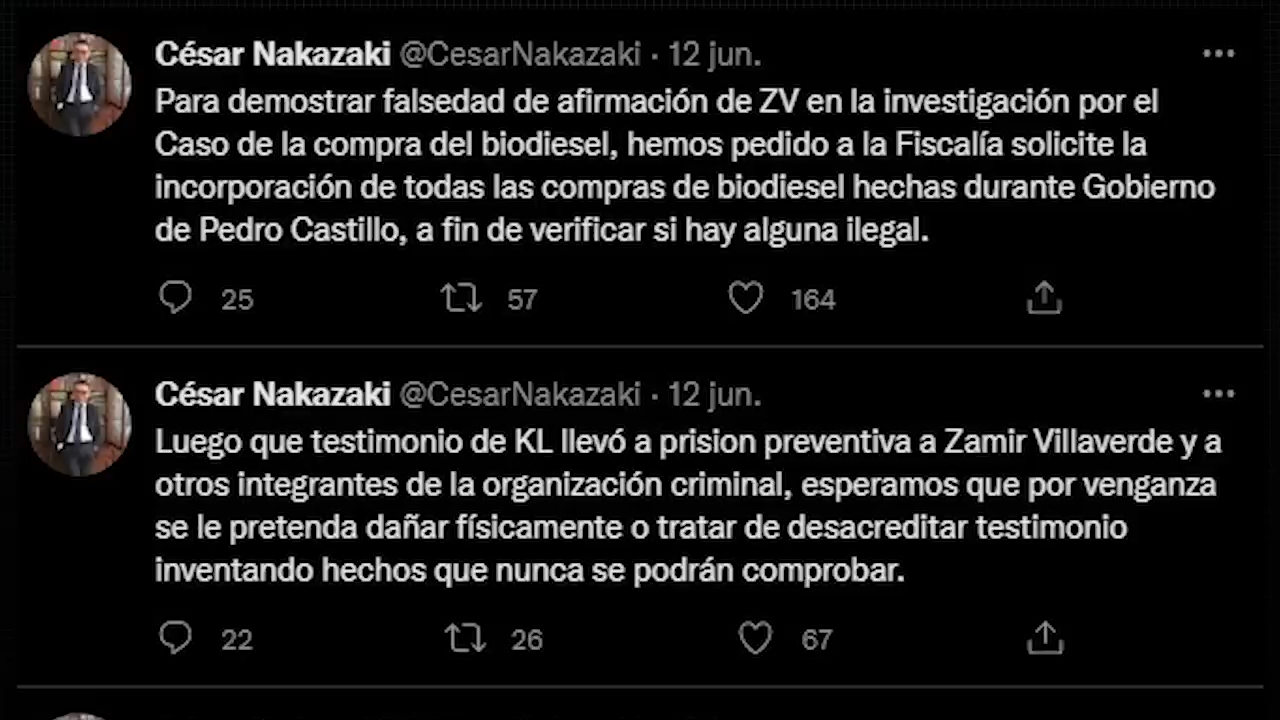 César Nakazaki @CesarNakazaki · 12 jun.
Para demostrar falsedad de afirmación de ZV en la investigación por el
Caso de la compra del biodiesel, hemos pedido a la Fiscalía solicite la
incorporación de todas las compras de biodiesel hechas durante Gobierno
de Pedro Castillo, a fin de verificar si hay alguna ilegal.
25 57 164
César Nakazaki @CesarNakazaki · 12 jun.
Luego que testimonio de KL llevó a prision preventiva a Zamir Villaverde y a
otros integrantes de la organización criminal, esperamos que por venganza
se le pretenda dañar físicamente o tratar de desacreditar testimonio
inventando hechos que nunca se podrán comprobar.
22 26 67